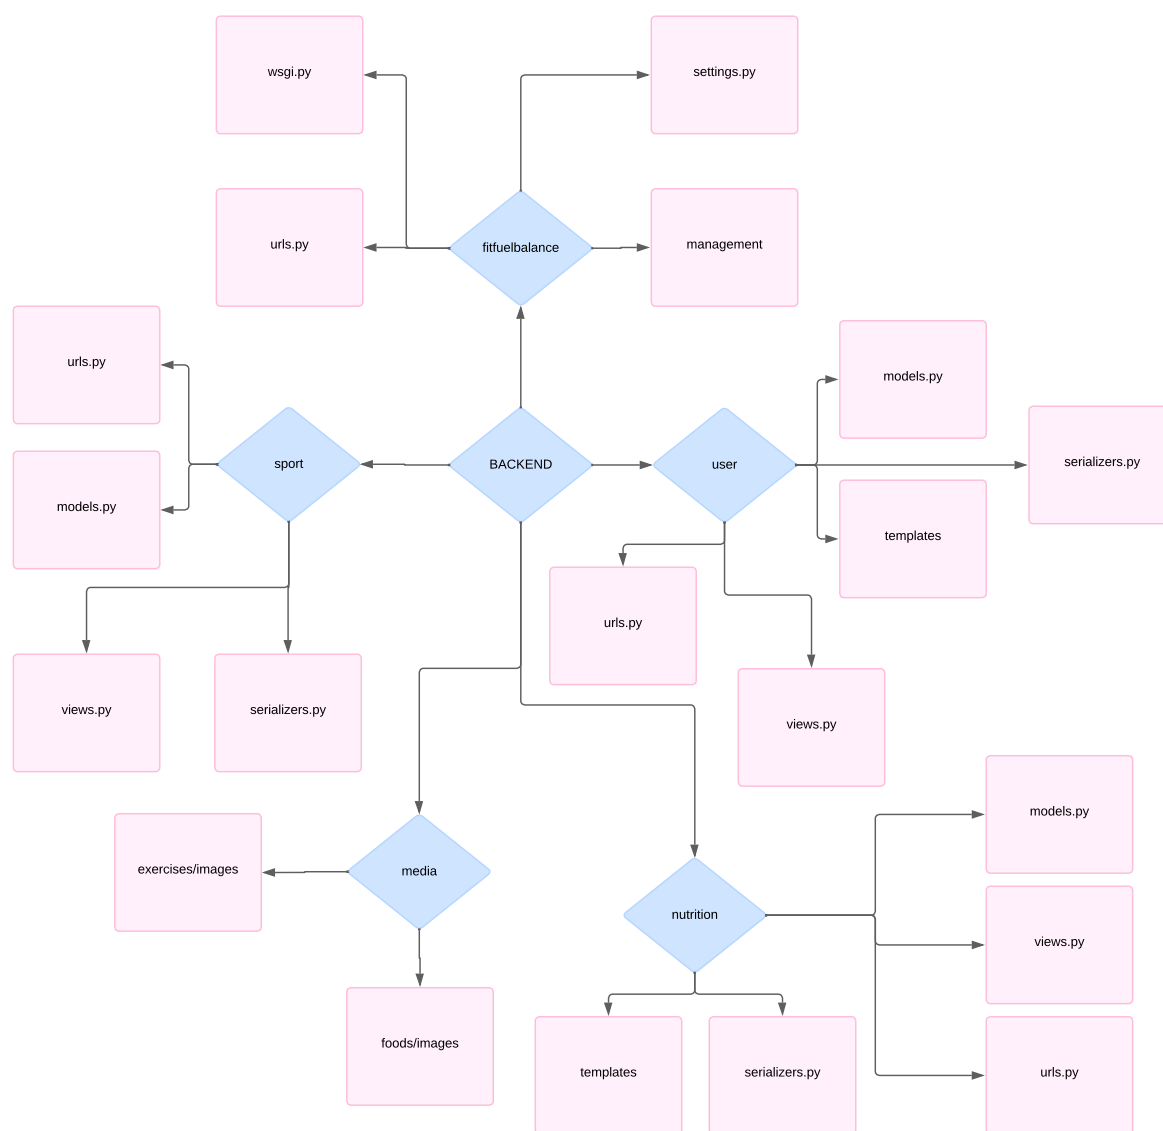 wsgi.py
settings.py
urls.py
fitfuelbalance
management
urls.py
models.py
sport
BACKEND
user
serializers.py
models.py
templates
urls.py
views.py
serializers.py
views.py
models.py
exercises/images
media
nutrition
views.py
foods/images
templates
serializers.py
urls.py